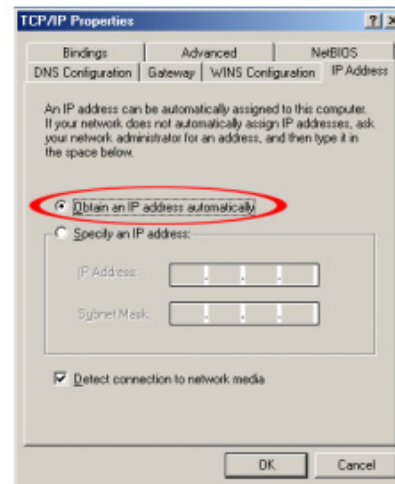 TCP/IP Properties
? x
Bindings
Advanced
NetBIOS
DNS Configuration
Gateway
WINS Configuration
IP Address
An IP address can be automatically assigned to this computer.
If your network does not automatically assign IP addresses, ask
your network administrator for an address, and then type it in
the space below.
Obtain an IP address automatically
Specify an IP address:
IP Address:
. . .
Subnet Mask:
. . .
Detect connection to network media
OK
Cancel